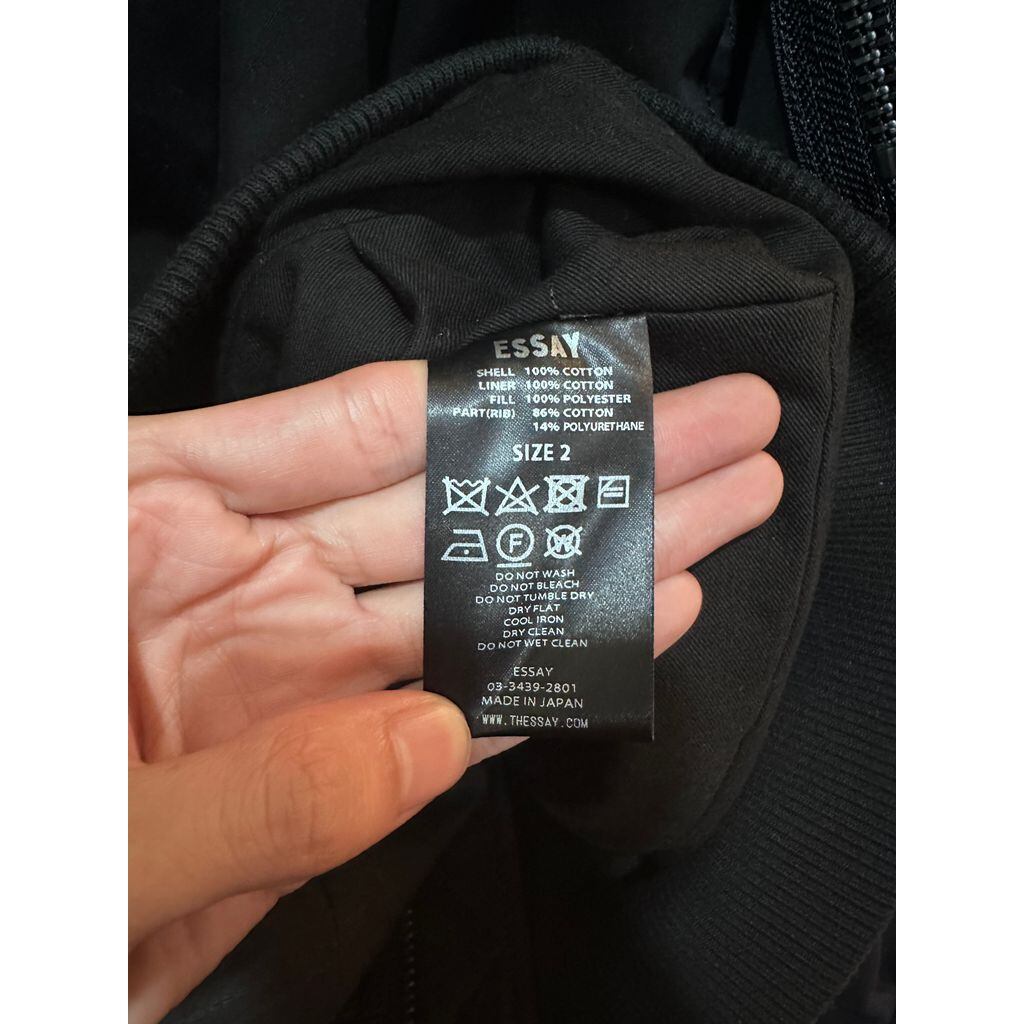 ESSAY
SHELL 100% COTTON
LINER 100% COTTON
FILL 100% POLYESTER
PART(RIB) 86% COTTON
14% POLYURETHANE
SIZE 2
F W
DO NOT WASH
DO NOT BLEACH
DO NOT TUMBLE DRY
DRY FLAT
COOL IRON
DRY CLEAN
DO NOT WET CLEAN
ESSAY
03-3439-2801
MADE IN JAPAN
WWW.THESSAY.COM